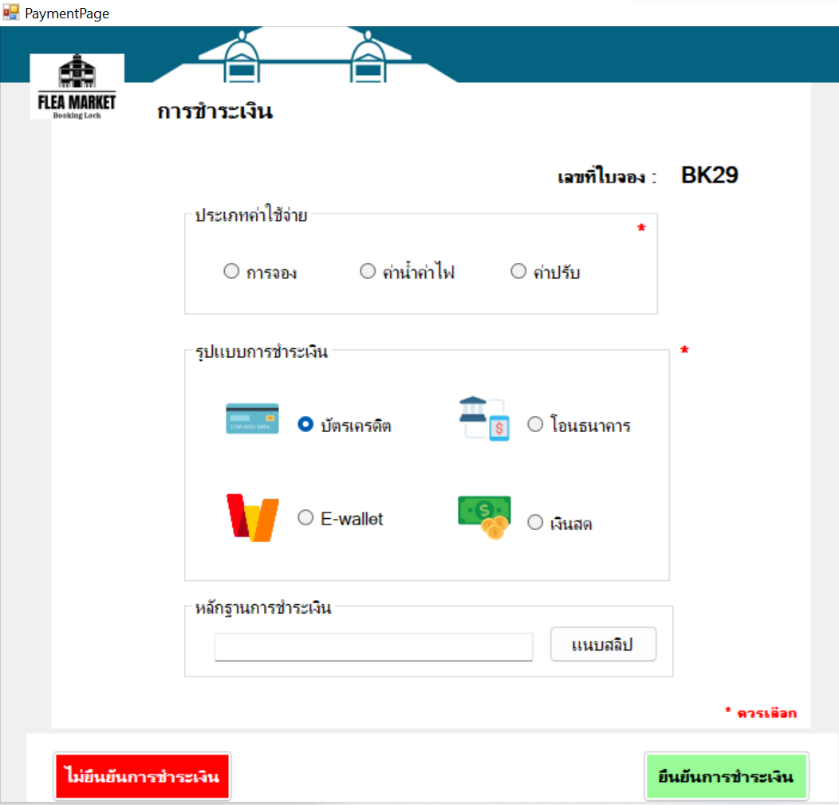 PaymentPage
FLEA MARKET
Booking Lock
การชำระเงิน
เลขที่ใบจอง : BK29
ประเภทค่าใช้จ่าย
*
การจอง ค่าน้ำค่าไฟ ค่าปรับ
รูปแบบการชำระเงิน *
บัตรเครดิต โอนธนาคาร
E-wallet เงินสด
หลักฐานการชำระเงิน
แนบสลิป
* ควรเลือก
ไม่ยืนยันการชำระเงิน ยืนยันการชำระเงิน